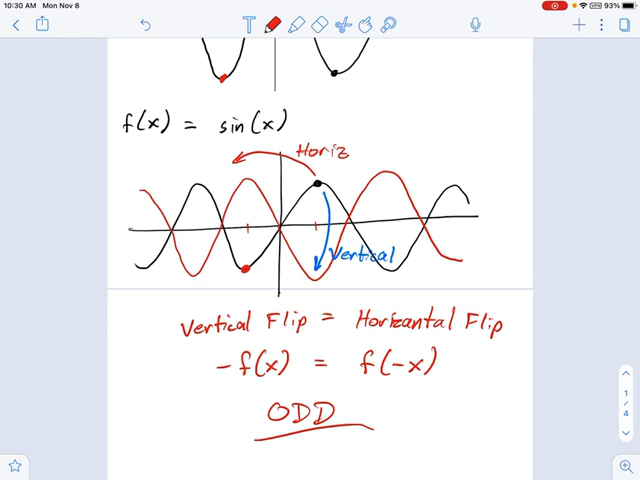 10:30 AM Mon Nov 8
93%
T
f(x) = sin(x)
Horiz
Vertical
Vertical Flip = Horizantal Flip
-f(x) = f(-x)
ODD
1
/
4